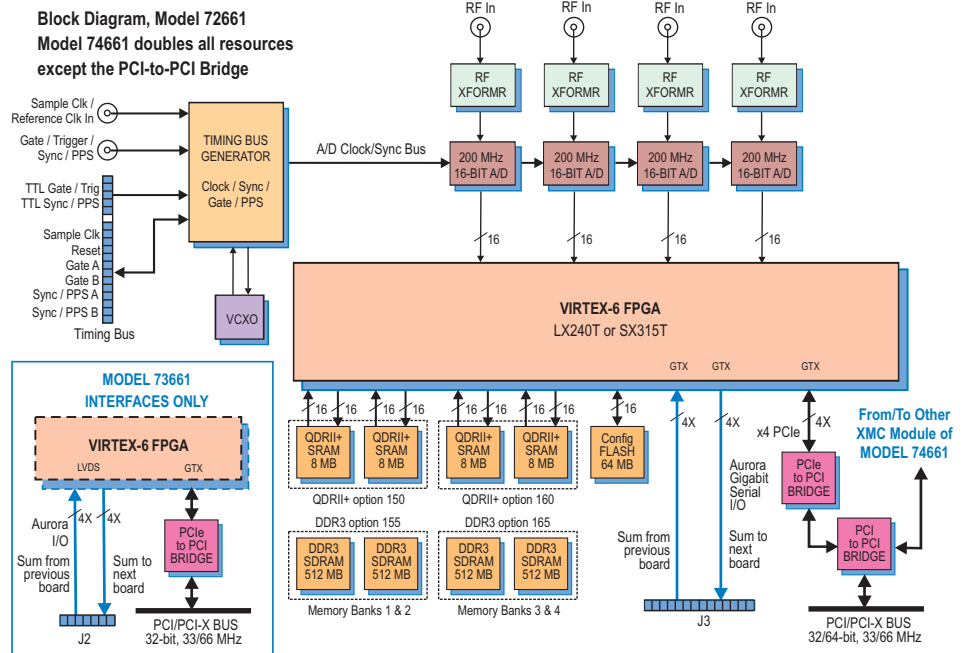 Block Diagram, Model 72661
Model 74661 doubles all resources
except the PCI-to-PCI Bridge
RF In
RF In
RF In
RF In
RF
XFORMR
RF
XFORMR
RF
XFORMR
RF
XFORMR
Sample Clk /
Reference Clk In
Gate / Trigger /
Sync / PPS
TTL Gate / Trig
TTL Sync / PPS
Sample Clk
Reset
Gate A
Gate B
Sync / PPS A
Sync / PPS B
Timing Bus
TIMING BUS
GENERATOR
Clock / Sync /
Gate / PPS
VCXO
A/D Clock/Sync Bus
200 MHz
16-BIT A/D
200 MHz
16-BIT A/D
200 MHz
16-BIT A/D
200 MHz
16-BIT A/D
16
16
16
16
VIRTEX-6 FPGA
LX240T or SX315T
GTX
GTX
GTX
16
16
16
16
16
16
16
16
16
4X
4X
4X
QDRII+
SRAM
8 MB
QDRII+
SRAM
8 MB
QDRII+ option 150
QDRII+
SRAM
8 MB
QDRII+
SRAM
8 MB
QDRII+ option 160
Config
FLASH
64 MB
DDR3 option 155
DDR3
SDRAM
512 MB
DDR3
SDRAM
512 MB
Memory Banks 1 & 2
DDR3 option 165
DDR3
SDRAM
512 MB
DDR3
SDRAM
512 MB
Memory Banks 3 & 4
Sum from
previous
board
Sum to
next
board
J3
x4 PCIe
Aurora
Gigabit
Serial
I/O
PCIe
to PCI
BRIDGE
PCI
to PCI
BRIDGE
From/To Other
XMC Module of
MODEL 74661
PCI/PCI-X BUS
32/64-bit, 33/66 MHz
MODEL 73661
INTERFACES ONLY
VIRTEX-6 FPGA
LVDS
GTX
4X
4X
Aurora
I/O
Sum from
previous
board
Sum to
next
board
J2
PCIe
to PCI
BRIDGE
PCI/PCI-X BUS
32-bit, 33/66 MHz